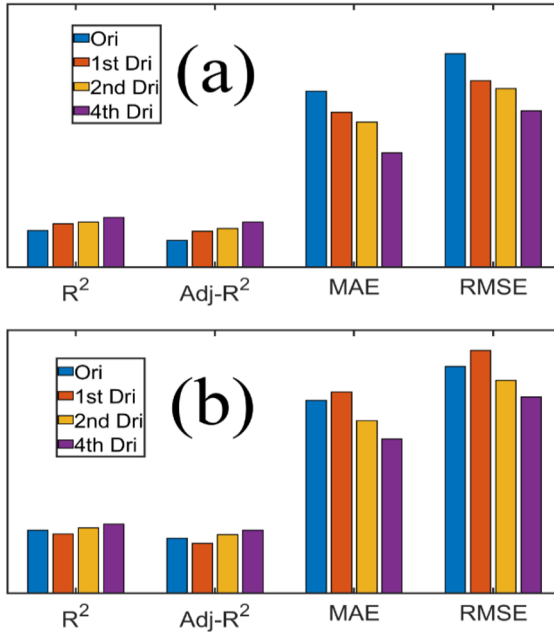 Ori
1st Dri
2nd Dri
4th Dri
(a)
R² Adj-R² MAE RMSE
Ori
1st Dri
2nd Dri
4th Dri
(b)
R² Adj-R² MAE RMSE